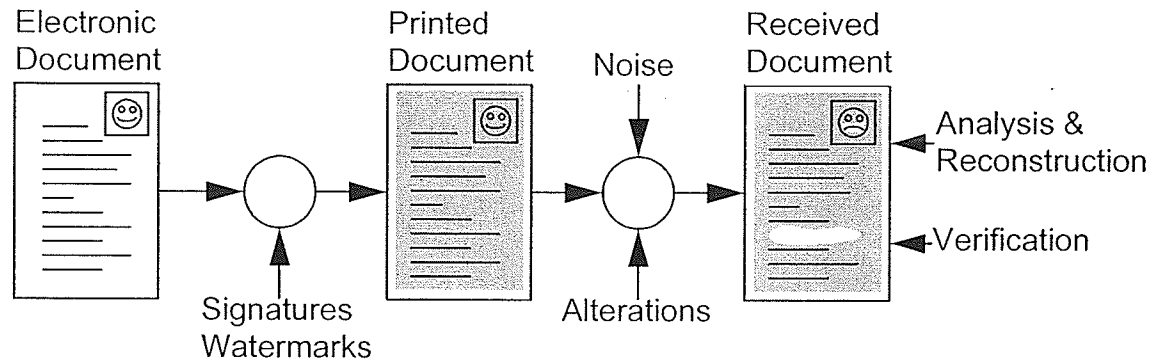 Electronic
Document
Printed
Document
Noise
Received
Document
Analysis &
Reconstruction
Verification
Signatures
Watermarks
Alterations